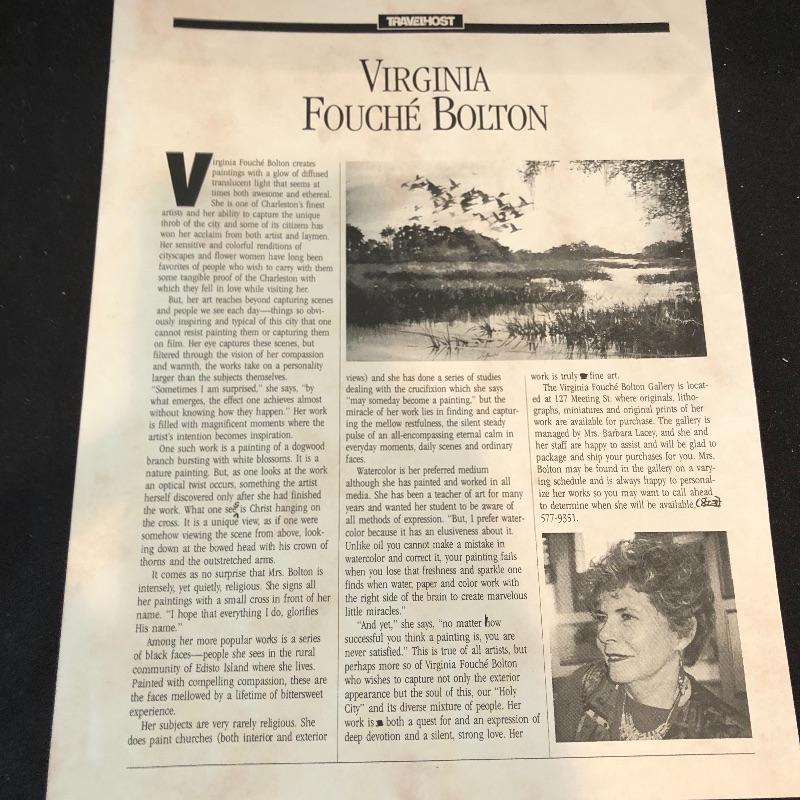 TRAVELHOST
VIRGINIA
FOUCHÉ BOLTON
Virginia Fouché Bolton creates
paintings with a glow of diffused
translucent light that seems at
times both awesome and ethereal.
She is one of Charleston's finest
artists and her ability to capture the unique
throb of the city and some of its citizens has
won her acclaim from both artist and laymen.
Her sensitive and colorful renditions of
cityscapes and flower women have long been
favorites of people who wish to carry with them
some tangible proof of the Charleston with
which they fell in love while visiting her.
But, her art reaches beyond capturing scenes
and people we see each day—things so obvi-
ously inspiring and typical of this city that one
cannot resist painting them or capturing them
on film. Her eye captures these scenes, but
filtered through the vision of her compassion
and warmth, the works take on a personality
larger than the subjects themselves.
"Sometimes I am surprised," she says, "by
what emerges, the effect one achieves almost
without knowing how they happen." Her work
is filled with magnificent moments where the
artist's intention becomes inspiration.
One such work is a painting of a dogwood
branch bursting with white blossoms. It is a
nature painting. But, as one looks at the work
an optical twist occurs, something the artist
herself discovered only after she had finished
the work. What one sees is Christ hanging on
the cross. It is a unique view, as if one were
somehow viewing the scene from above, look-
ing down at the bowed head with his crown of
thorns and the outstretched arms.
It comes as no surprise that Mrs. Bolton is
intensely, yet quietly, religious. She signs all
her paintings with a small cross in front of her
name. "I hope that everything I do, glorifies
His name."
Among her more popular works is a series
of black faces—people she sees in the rural
community of Edisto Island where she lives.
Painted with compelling compassion, these are
the faces mellowed by a lifetime of bittersweet
experience.
Her subjects are very rarely religious. She
does paint churches (both interior and exterior
views) and she has done a series of studies
dealing with the crucifixion which she says
"may someday become a painting," but the
miracle of her work lies in finding and captur-
ing the mellow restfulness, the silent steady
pulse of an all-encompassing eternal calm in
everyday moments, daily scenes and ordinary
faces.
Watercolor is her preferred medium
although she has painted and worked in all
media. She has been a teacher of art for many
years and wanted her student to be aware of
all methods of expression. "But, I prefer water-
color because it has an elusiveness about it.
Unlike oil you cannot make a mistake in
watercolor and correct it, your painting fails
when you lose that freshness and sparkle one
finds when water, paper and color work with
the right side of the brain to create marvelous
little miracles."
"And yet," she says, "no matter how
successful you think a painting is, you are
never satisfied." This is true of all artists, but
perhaps more so of Virginia Fouché Bolton
who wishes to capture not only the exterior
appearance but the soul of this, our "Holy
City" and its diverse mixture of people. Her
work is both a quest for and an expression of
deep devotion and a silent, strong love. Her
work is truly fine art.
The Virginia Fouché Bolton Gallery is locat-
ed at 127 Meeting St. where originals, litho-
graphs, miniatures and original prints of her
work are available for purchase. The gallery is
managed by Mrs. Barbara Lacey, and she and
her staff are happy to assist and will be glad to
package and ship your purchases for you. Mrs.
Bolton may be found in the gallery on a vary-
ing schedule and is always happy to personal-
ize her works so you may want to call ahead
to determine when she will be available. (803)
577-9351.